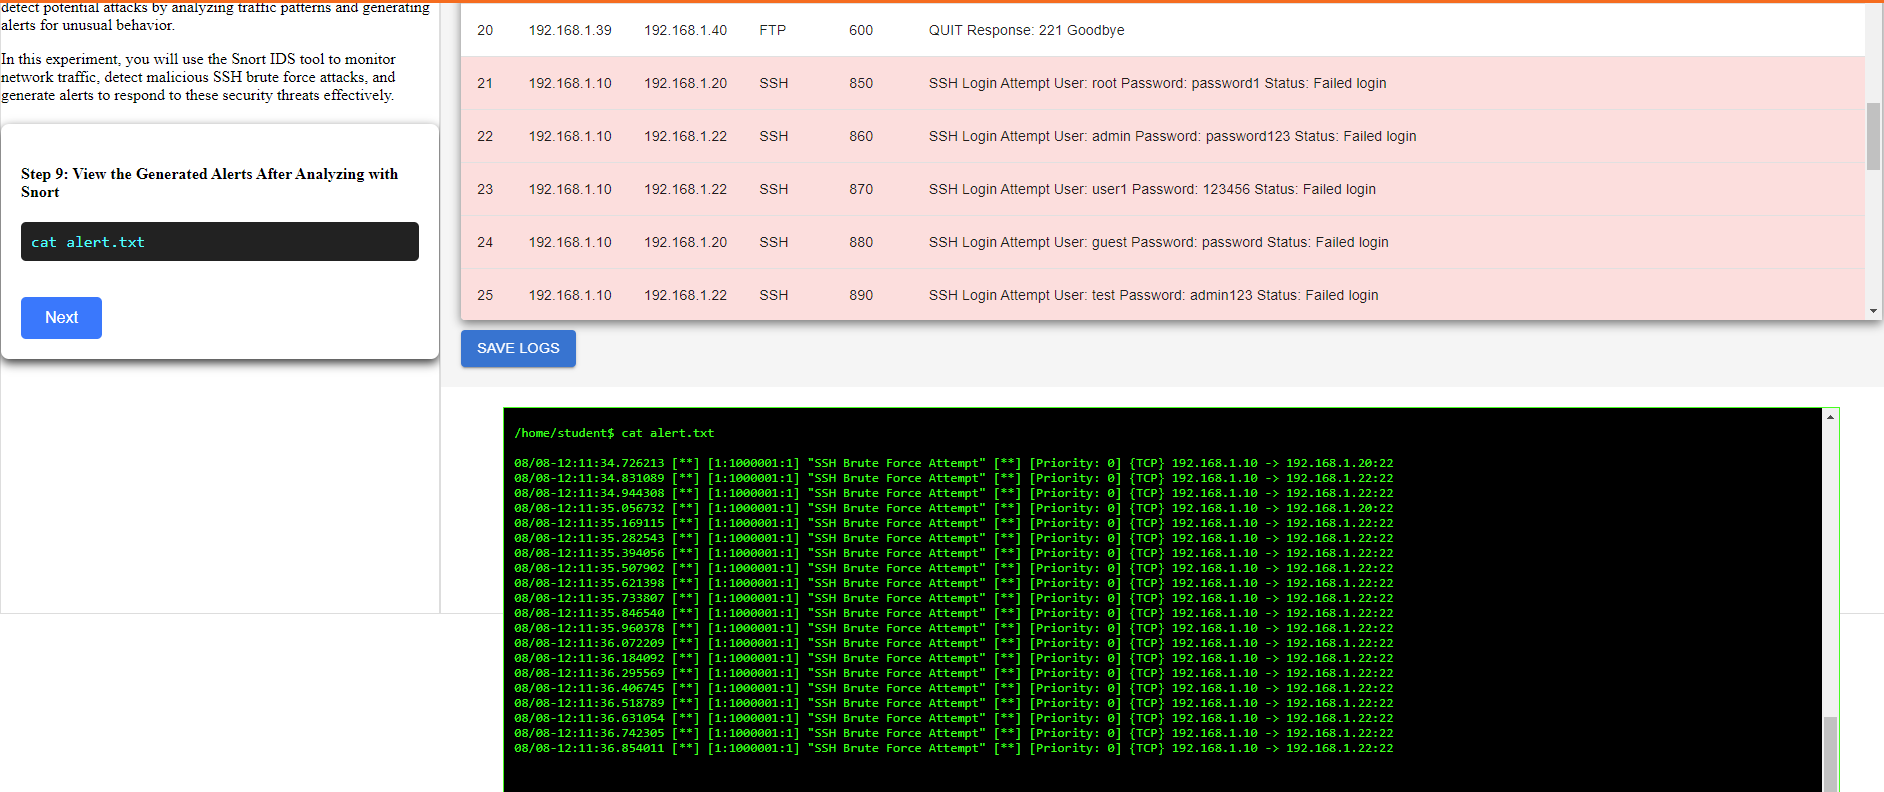 detect potential attacks by analyzing traffic patterns and generating
alerts for unusual behavior.
In this experiment, you will use the Snort IDS tool to monitor
network traffic, detect malicious SSH brute force attacks, and
generate alerts to respond to these security threats effectively.
Step 9: View the Generated Alerts After Analyzing with
Snort
cat alert.txt
Next
20 192.168.1.39 192.168.1.40 FTP 600 QUIT Response: 221 Goodbye
21 192.168.1.10 192.168.1.20 SSH 850 SSH Login Attempt User: root Password: password1 Status: Failed login
22 192.168.1.10 192.168.1.22 SSH 860 SSH Login Attempt User: admin Password: password123 Status: Failed login
23 192.168.1.10 192.168.1.22 SSH 870 SSH Login Attempt User: user1 Password: 123456 Status: Failed login
24 192.168.1.10 192.168.1.20 SSH 880 SSH Login Attempt User: guest Password: password Status: Failed login
25 192.168.1.10 192.168.1.22 SSH 890 SSH Login Attempt User: test Password: admin123 Status: Failed login
SAVE LOGS
/home/student$ cat alert.txt
08/08-12:11:34.726213 [**] [1:1000001:1] "SSH Brute Force Attempt" [**] [Priority: 0] {TCP} 192.168.1.10 -> 192.168.1.20:22
08/08-12:11:34.831089 [**] [1:1000001:1] "SSH Brute Force Attempt" [**] [Priority: 0] {TCP} 192.168.1.10 -> 192.168.1.22:22
08/08-12:11:34.944308 [**] [1:1000001:1] "SSH Brute Force Attempt" [**] [Priority: 0] {TCP} 192.168.1.10 -> 192.168.1.22:22
08/08-12:11:35.056732 [**] [1:1000001:1] "SSH Brute Force Attempt" [**] [Priority: 0] {TCP} 192.168.1.10 -> 192.168.1.20:22
08/08-12:11:35.169115 [**] [1:1000001:1] "SSH Brute Force Attempt" [**] [Priority: 0] {TCP} 192.168.1.10 -> 192.168.1.22:22
08/08-12:11:35.282543 [**] [1:1000001:1] "SSH Brute Force Attempt" [**] [Priority: 0] {TCP} 192.168.1.10 -> 192.168.1.22:22
08/08-12:11:35.394056 [**] [1:1000001:1] "SSH Brute Force Attempt" [**] [Priority: 0] {TCP} 192.168.1.10 -> 192.168.1.22:22
08/08-12:11:35.507902 [**] [1:1000001:1] "SSH Brute Force Attempt" [**] [Priority: 0] {TCP} 192.168.1.10 -> 192.168.1.22:22
08/08-12:11:35.621398 [**] [1:1000001:1] "SSH Brute Force Attempt" [**] [Priority: 0] {TCP} 192.168.1.10 -> 192.168.1.22:22
08/08-12:11:35.733807 [**] [1:1000001:1] "SSH Brute Force Attempt" [**] [Priority: 0] {TCP} 192.168.1.10 -> 192.168.1.22:22
08/08-12:11:35.846540 [**] [1:1000001:1] "SSH Brute Force Attempt" [**] [Priority: 0] {TCP} 192.168.1.10 -> 192.168.1.22:22
08/08-12:11:35.960378 [**] [1:1000001:1] "SSH Brute Force Attempt" [**] [Priority: 0] {TCP} 192.168.1.10 -> 192.168.1.22:22
08/08-12:11:36.072209 [**] [1:1000001:1] "SSH Brute Force Attempt" [**] [Priority: 0] {TCP} 192.168.1.10 -> 192.168.1.22:22
08/08-12:11:36.184092 [**] [1:1000001:1] "SSH Brute Force Attempt" [**] [Priority: 0] {TCP} 192.168.1.10 -> 192.168.1.22:22
08/08-12:11:36.295569 [**] [1:1000001:1] "SSH Brute Force Attempt" [**] [Priority: 0] {TCP} 192.168.1.10 -> 192.168.1.22:22
08/08-12:11:36.406745 [**] [1:1000001:1] "SSH Brute Force Attempt" [**] [Priority: 0] {TCP} 192.168.1.10 -> 192.168.1.22:22
08/08-12:11:36.518789 [**] [1:1000001:1] "SSH Brute Force Attempt" [**] [Priority: 0] {TCP} 192.168.1.10 -> 192.168.1.22:22
08/08-12:11:36.631054 [**] [1:1000001:1] "SSH Brute Force Attempt" [**] [Priority: 0] {TCP} 192.168.1.10 -> 192.168.1.22:22
08/08-12:11:36.742305 [**] [1:1000001:1] "SSH Brute Force Attempt" [**] [Priority: 0] {TCP} 192.168.1.10 -> 192.168.1.22:22
08/08-12:11:36.854011 [**] [1:1000001:1] "SSH Brute Force Attempt" [**] [Priority: 0] {TCP} 192.168.1.10 -> 192.168.1.22:22